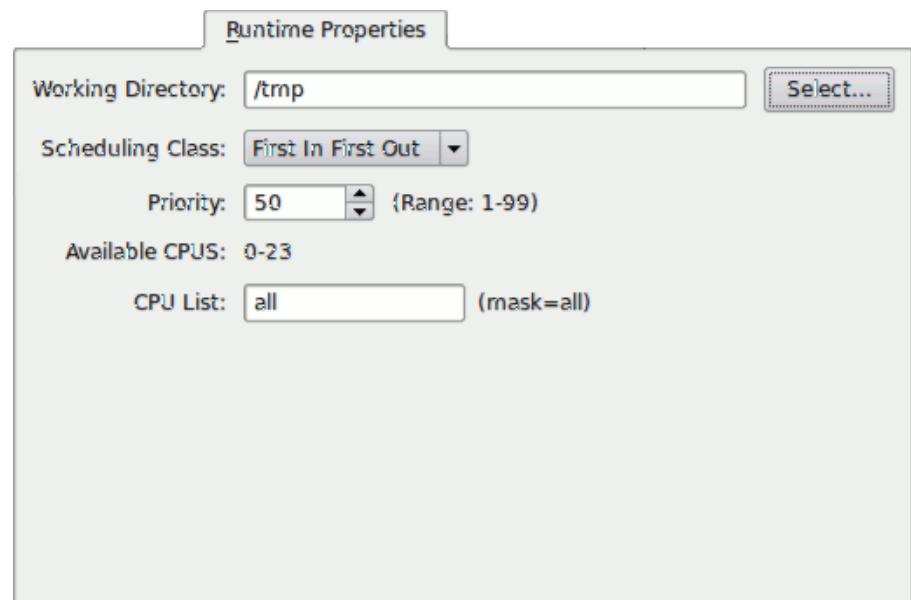 Runtime Properties
Working Directory: /tmp Select...
Scheduling Class: First In First Out
Priority: 50 (Range: 1-99)
Available CPUS: 0-23
CPU List: all (mask=all)